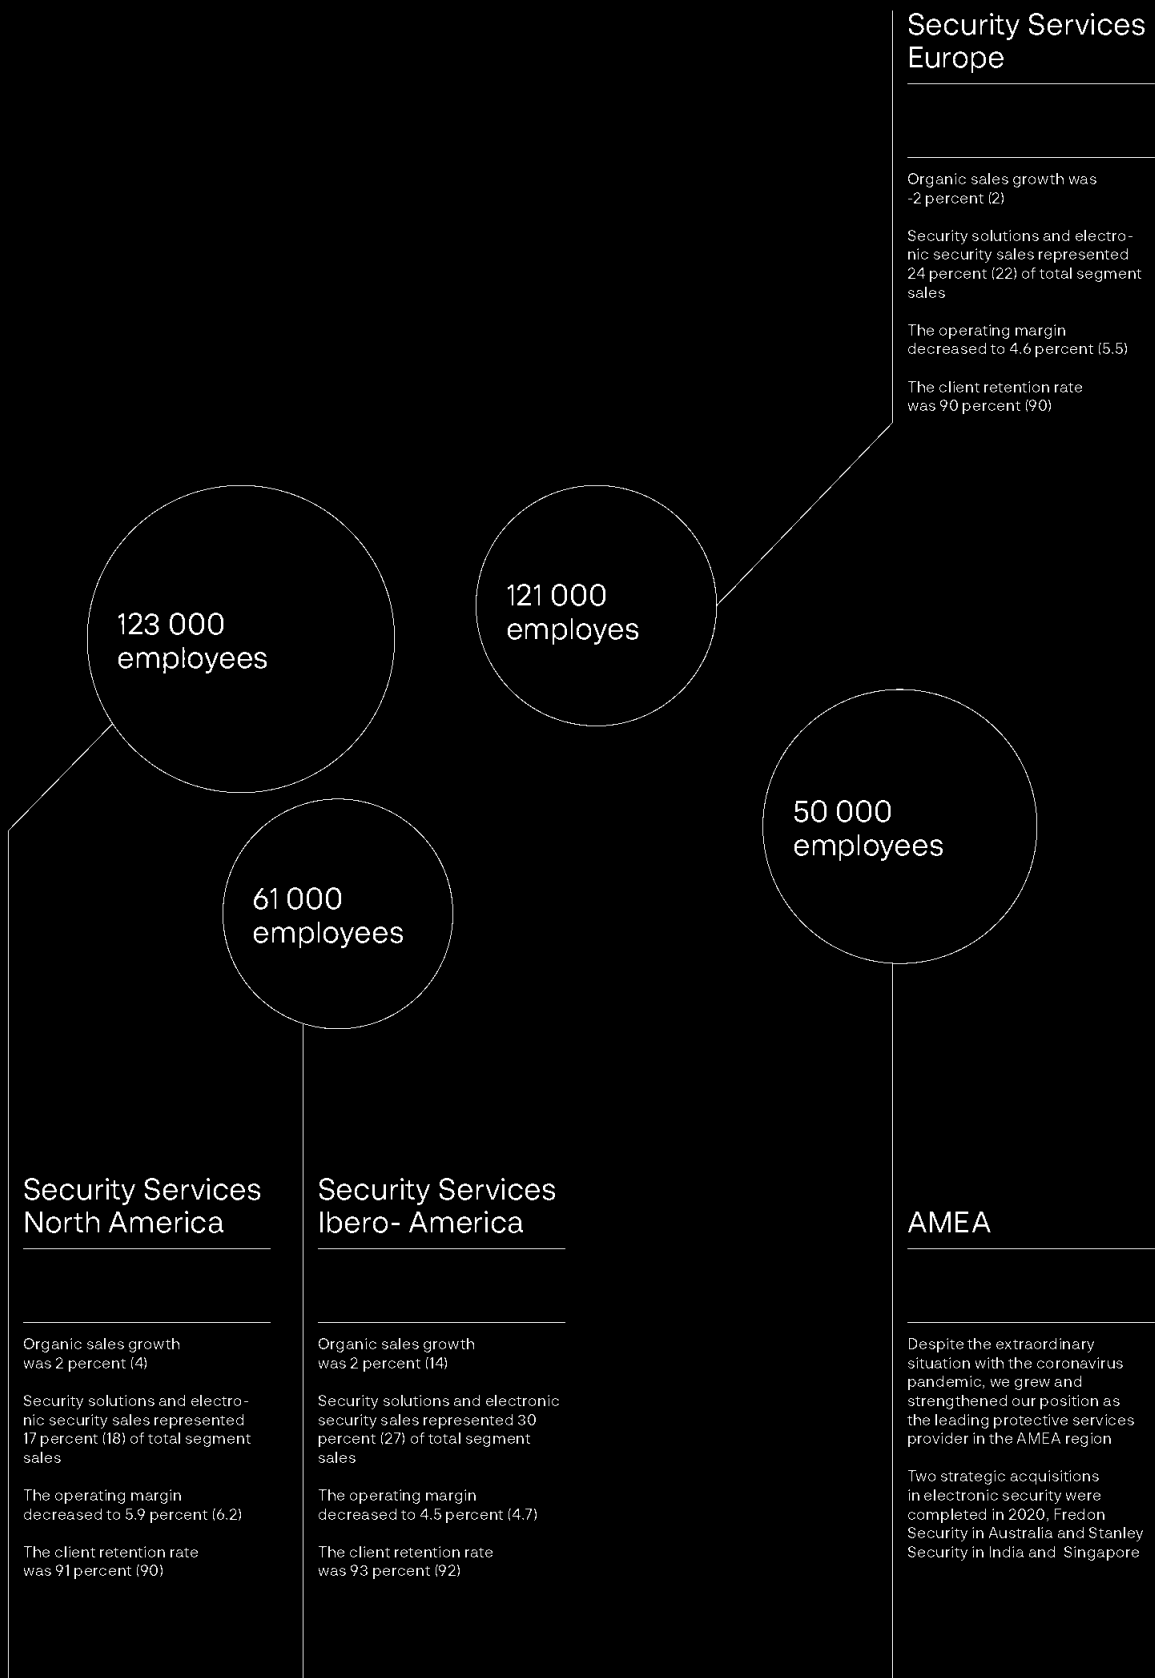 Security Services
Europe
Organic sales growth was
-2 percent (2)
Security solutions and electro-
nic security sales represented
24 percent (22) of total segment
sales
The operating margin
decreased to 4.6 percent (5.5)
The client retention rate
was 90 percent (90)
123 000
employees
121 000
employes
50 000
employees
61 000
employees
Security Services
North America
Organic sales growth
was 2 percent (4)
Security solutions and electro-
nic security sales represented
17 percent (18) of total segment
sales
The operating margin
decreased to 5.9 percent (6.2)
The client retention rate
was 91 percent (90)
Security Services
Ibero- America
Organic sales growth
was 2 percent (14)
Security solutions and electronic
security sales represented 30
percent (27) of total segment
sales
The operating margin
decreased to 4.5 percent (4.7)
The client retention rate
was 93 percent (92)
AMEA
Despite the extraordinary
situation with the coronavirus
pandemic, we grew and
strengthened our position as
the leading protective services
provider in the AMEA region
Two strategic acquisitions
in electronic security were
completed in 2020, Fredon
Security in Australia and Stanley
Security in India and Singapore